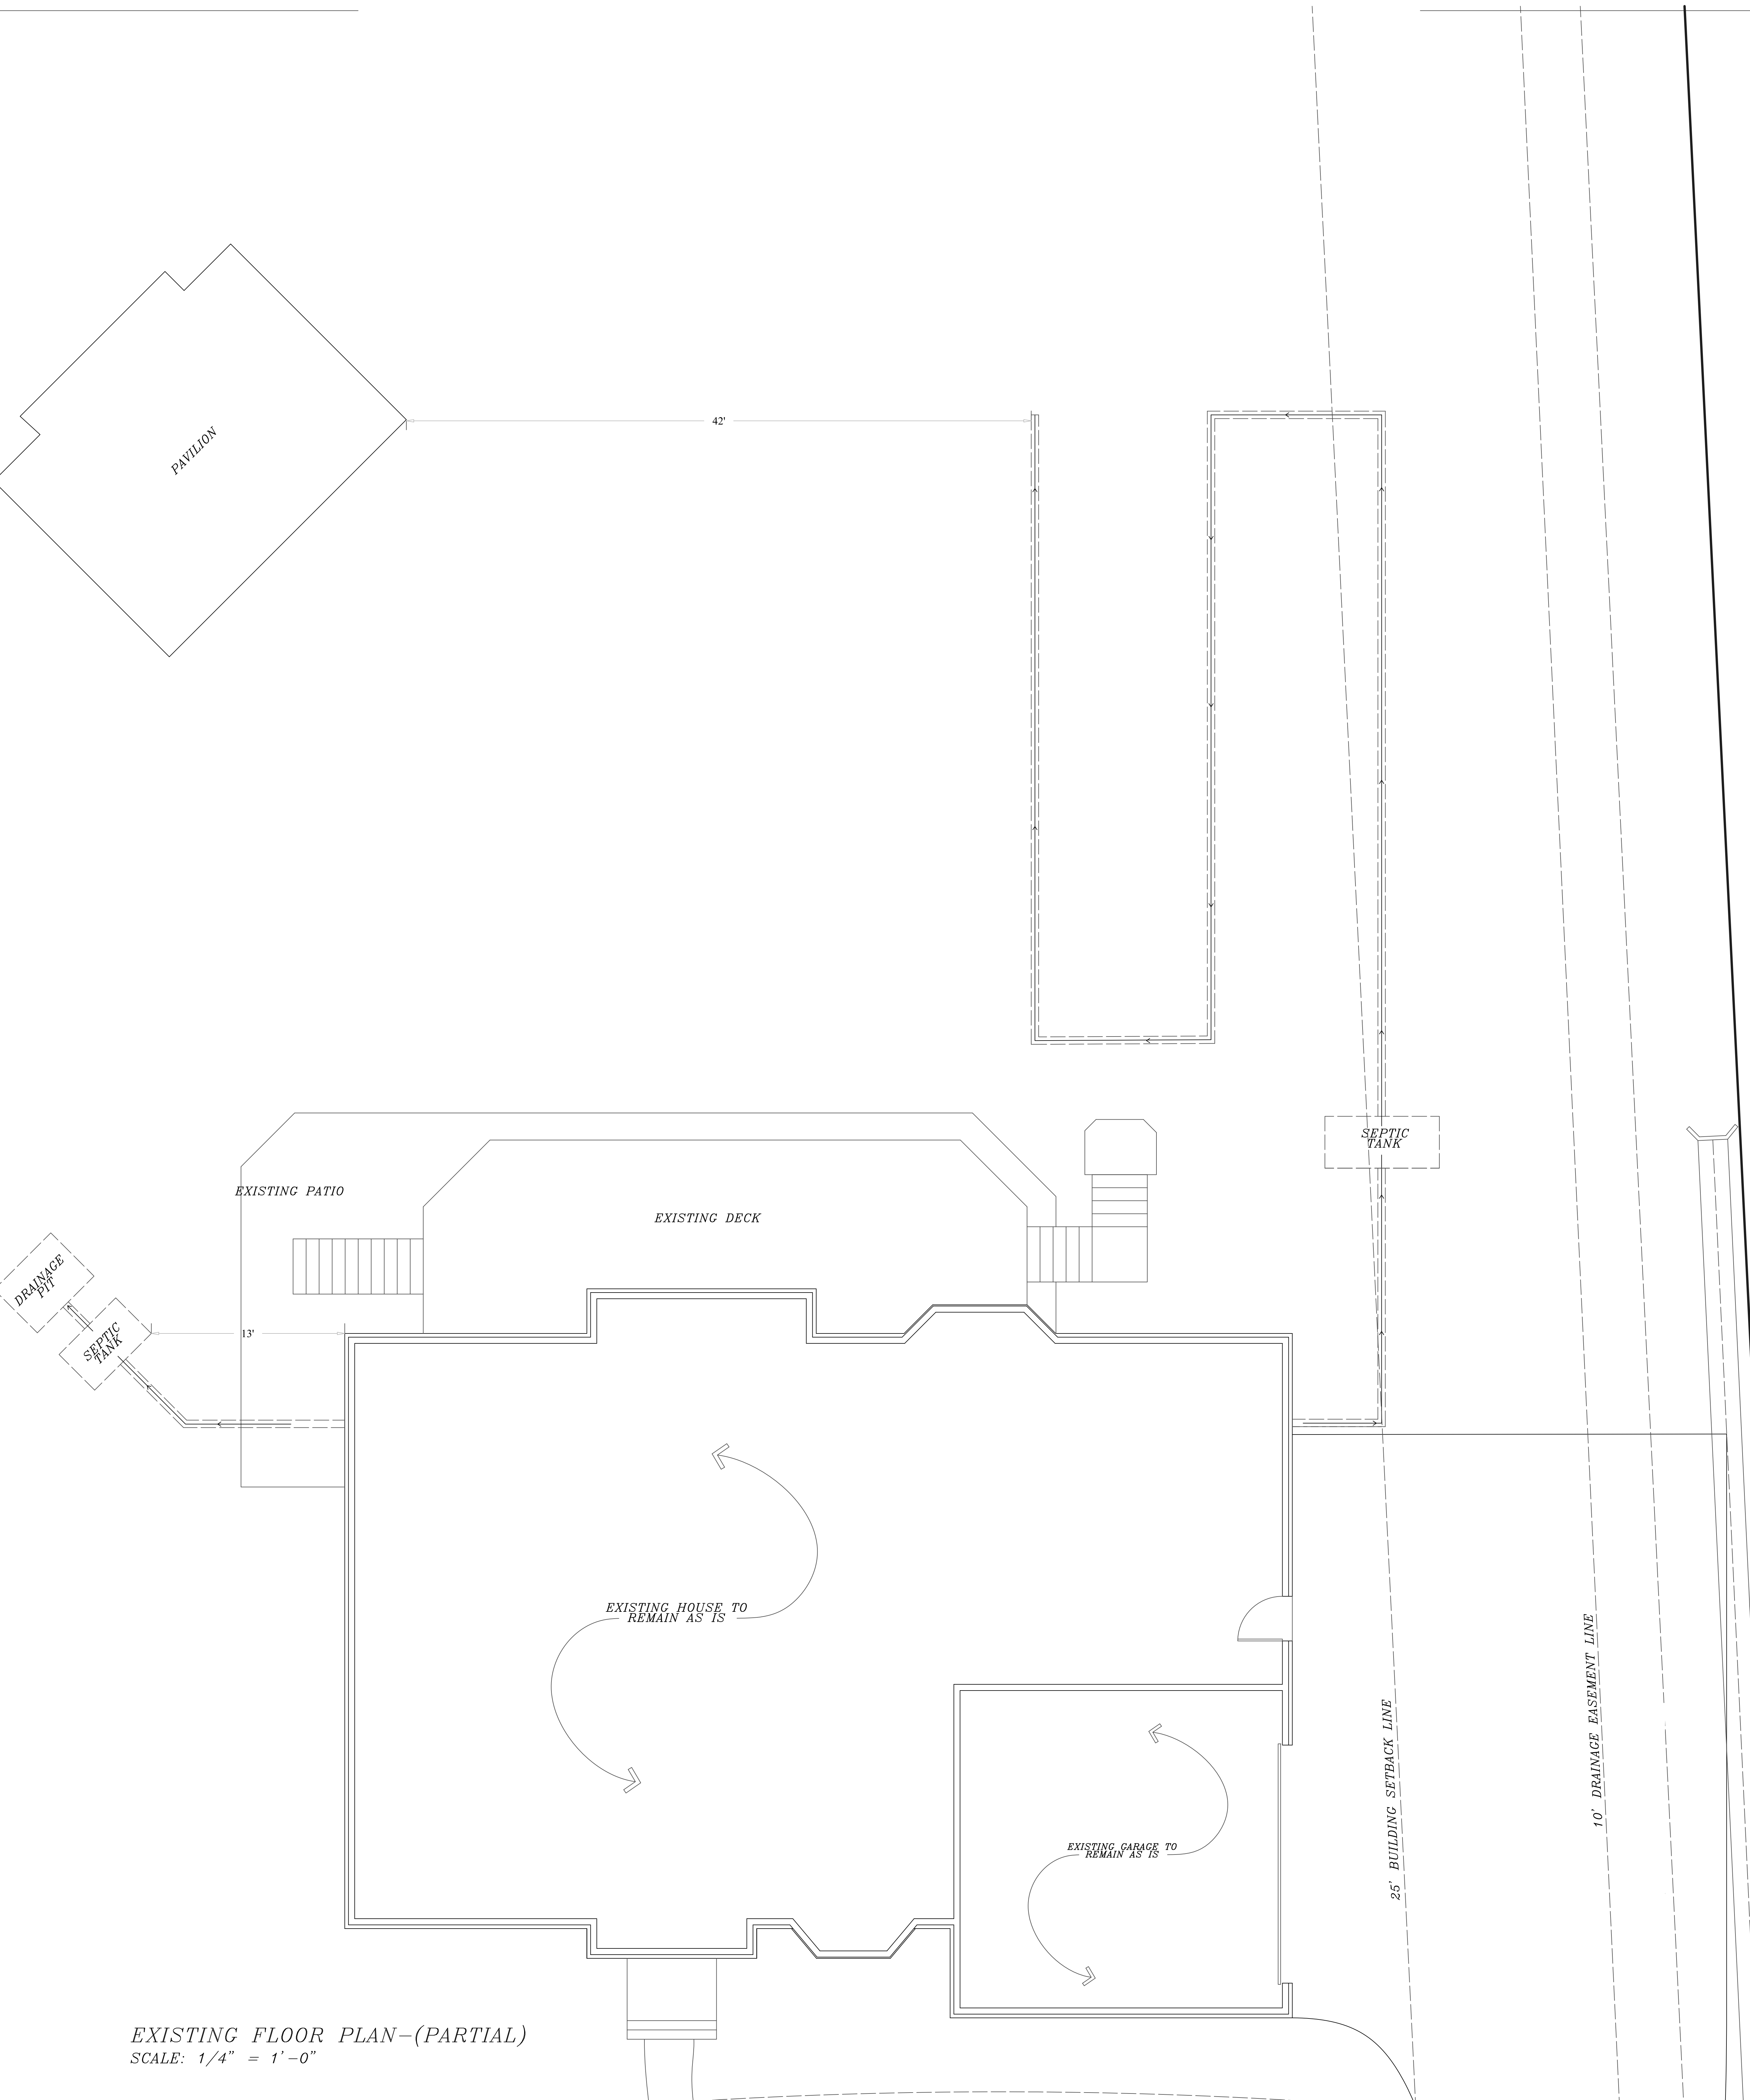 42'
PAVILION
SEPTIC
TANK
EXISTING PATIO
EXISTING DECK
DRAINAGE
PIT
SEPTIC
TANK
13'
EXISTING HOUSE TO
REMAIN AS IS
25' BUILDING SETBACK LINE
10' DRAINAGE EASEMENT LINE
EXISTING GARAGE TO
REMAIN AS IS
EXISTING FLOOR PLAN-(PARTIAL)
SCALE: 1/4" = 1'-0"